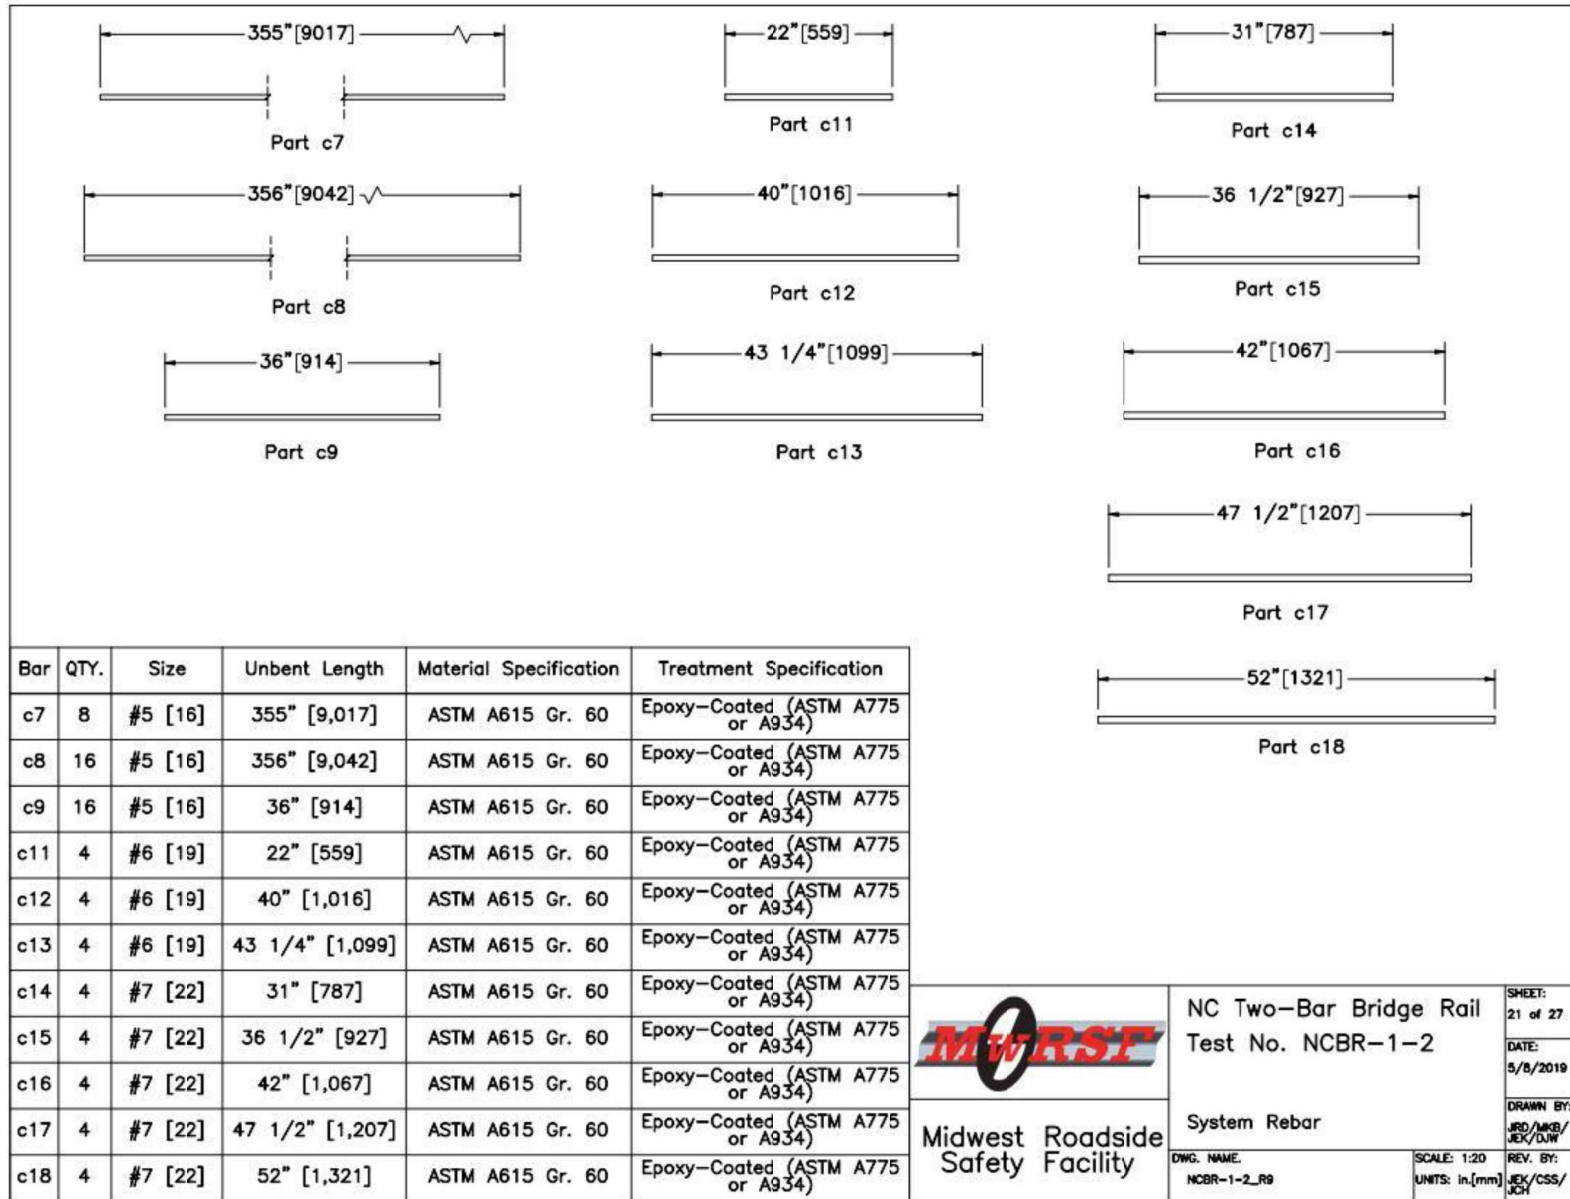 355"[9017]
Part c7
356"[9042]
Part c8
36"[914]
Part c9
22"[559]
Part c11
40"[1016]
Part c12
43 1/4"[1099]
Part c13
31"[787]
Part c14
36 1/2"[927]
Part c15
42"[1067]
Part c16
47 1/2"[1207]
Part c17
52"[1321]
Part c18
Bar QTY. Size Unbent Length Material Specification Treatment Specification
c7 8 #5 [16] 355" [9,017] ASTM A615 Gr. 60 Epoxy-Coated (ASTM A775
or A934)
c8 16 #5 [16] 356" [9,042] ASTM A615 Gr. 60 Epoxy-Coated (ASTM A775
or A934)
c9 16 #5 [16] 36" [914] ASTM A615 Gr. 60 Epoxy-Coated (ASTM A775
or A934)
c11 4 #6 [19] 22" [559] ASTM A615 Gr. 60 Epoxy-Coated (ASTM A775
or A934)
c12 4 #6 [19] 40" [1,016] ASTM A615 Gr. 60 Epoxy-Coated (ASTM A775
or A934)
c13 4 #6 [19] 43 1/4" [1,099] ASTM A615 Gr. 60 Epoxy-Coated (ASTM A775
or A934)
c14 4 #7 [22] 31" [787] ASTM A615 Gr. 60 Epoxy-Coated (ASTM A775
or A934)
c15 4 #7 [22] 36 1/2" [927] ASTM A615 Gr. 60 Epoxy-Coated (ASTM A775
or A934)
c16 4 #7 [22] 42" [1,067] ASTM A615 Gr. 60 Epoxy-Coated (ASTM A775
or A934)
c17 4 #7 [22] 47 1/2" [1,207] ASTM A615 Gr. 60 Epoxy-Coated (ASTM A775
or A934)
c18 4 #7 [22] 52" [1,321] ASTM A615 Gr. 60 Epoxy-Coated (ASTM A775
or A934)
MwRSF
Midwest Roadside
Safety Facility
NC Two-Bar Bridge Rail
Test No. NCBR-1-2
System Rebar
DWG. NAME.
NCBR-1-2_R9
SCALE: 1:20
UNITS: in.[mm]
SHEET:
21 of 27
DATE:
5/8/2019
DRAWN BY:
JRD/MKB/
JEK/DJW
REV. BY:
JEK/CSS/
JCH